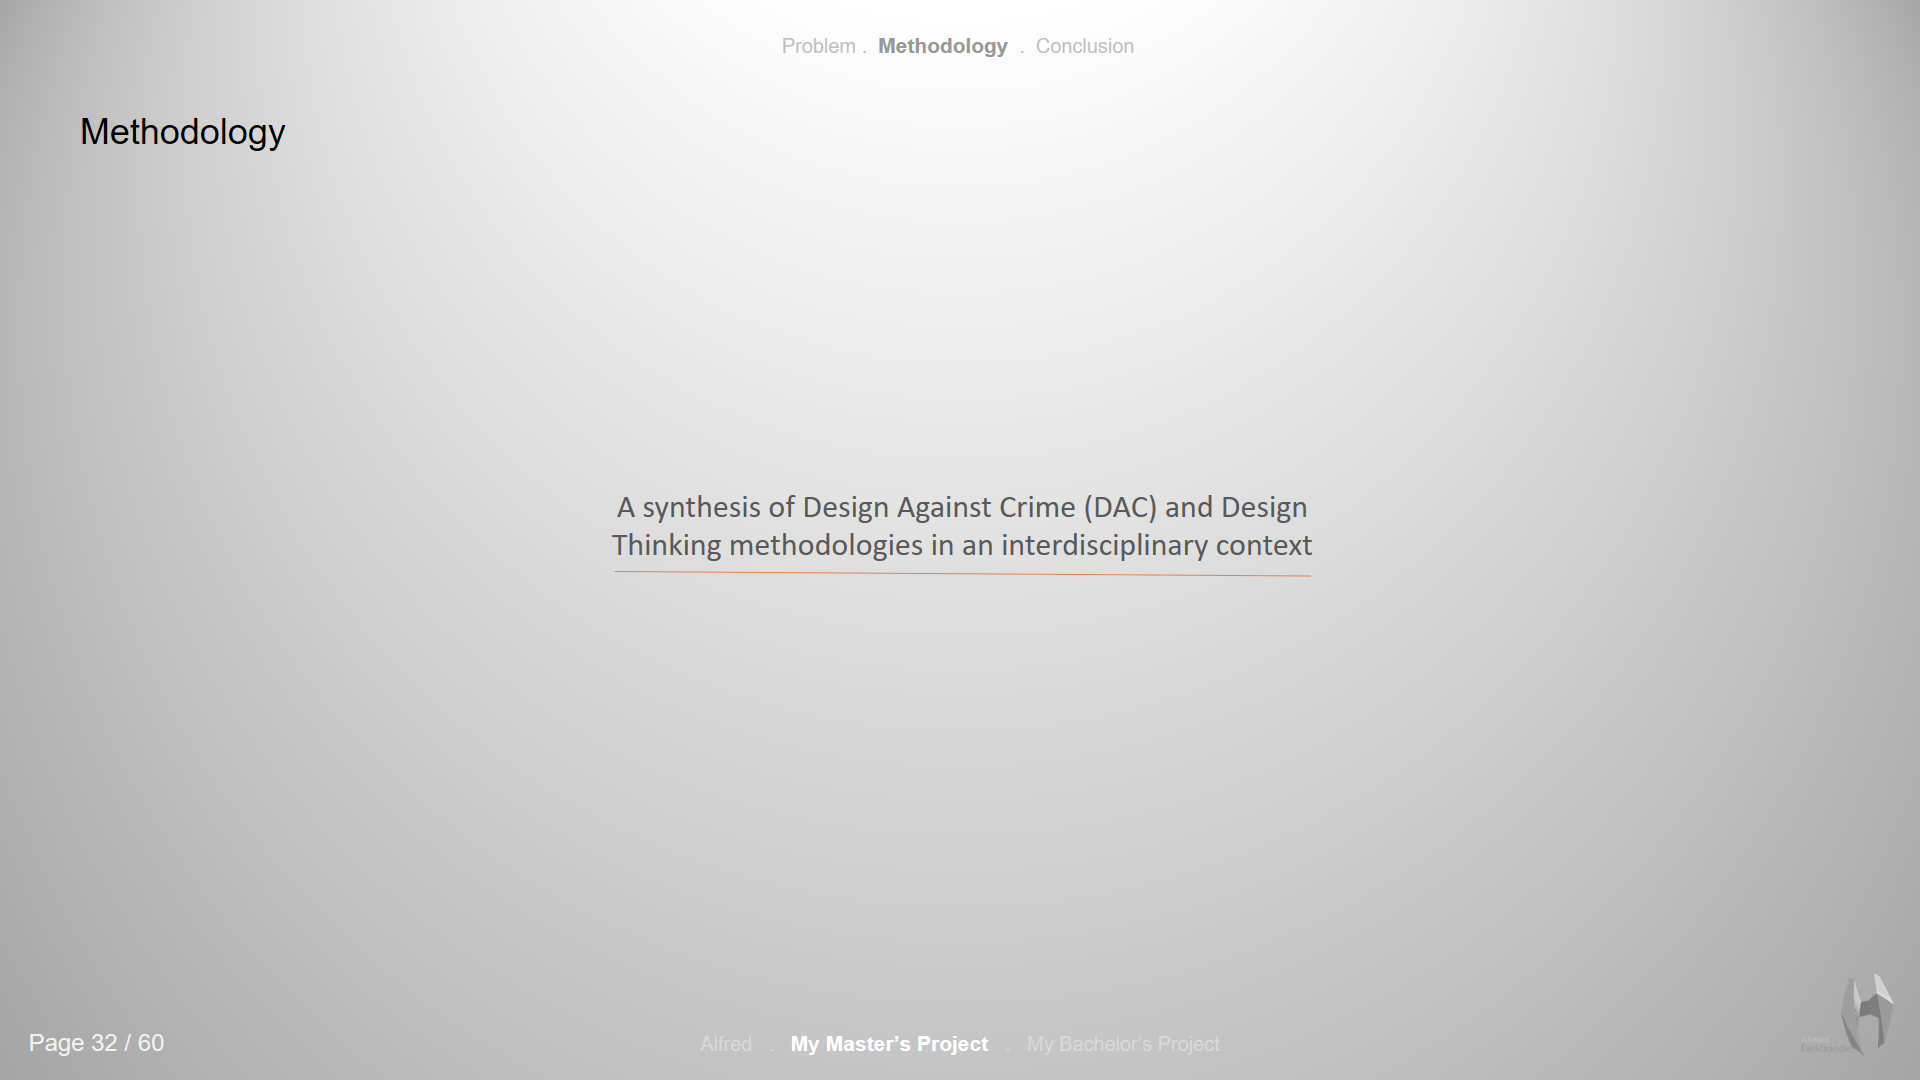 Problem . Methodology . Conclusion
Methodology
A synthesis of Design Against Crime (DAC) and Design
Thinking methodologies in an interdisciplinary context
Page 32 / 60
Alfred . My Master’s Project . My Bachelor’s Project
Ahmad